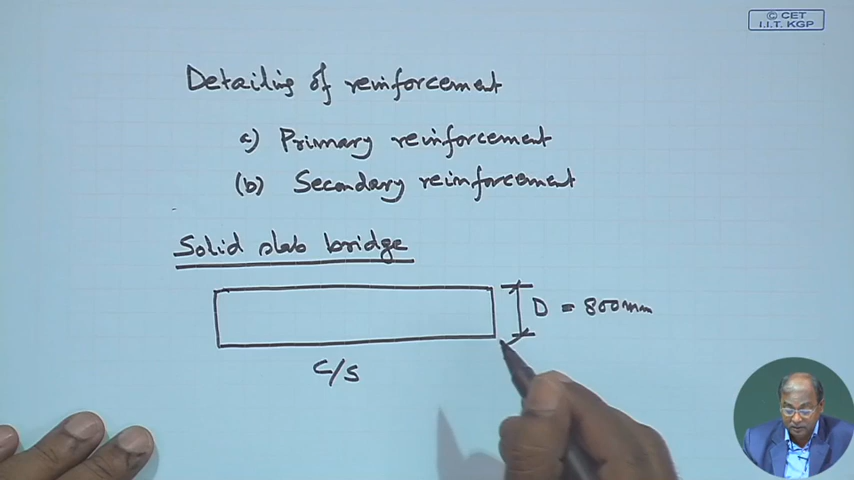 © CET
I.I.T. KGP
Detailing of reinforcement
a) Primary reinforcement
(b) Secondary reinforcement
Solid slab bridge
D = 800mm
C/S